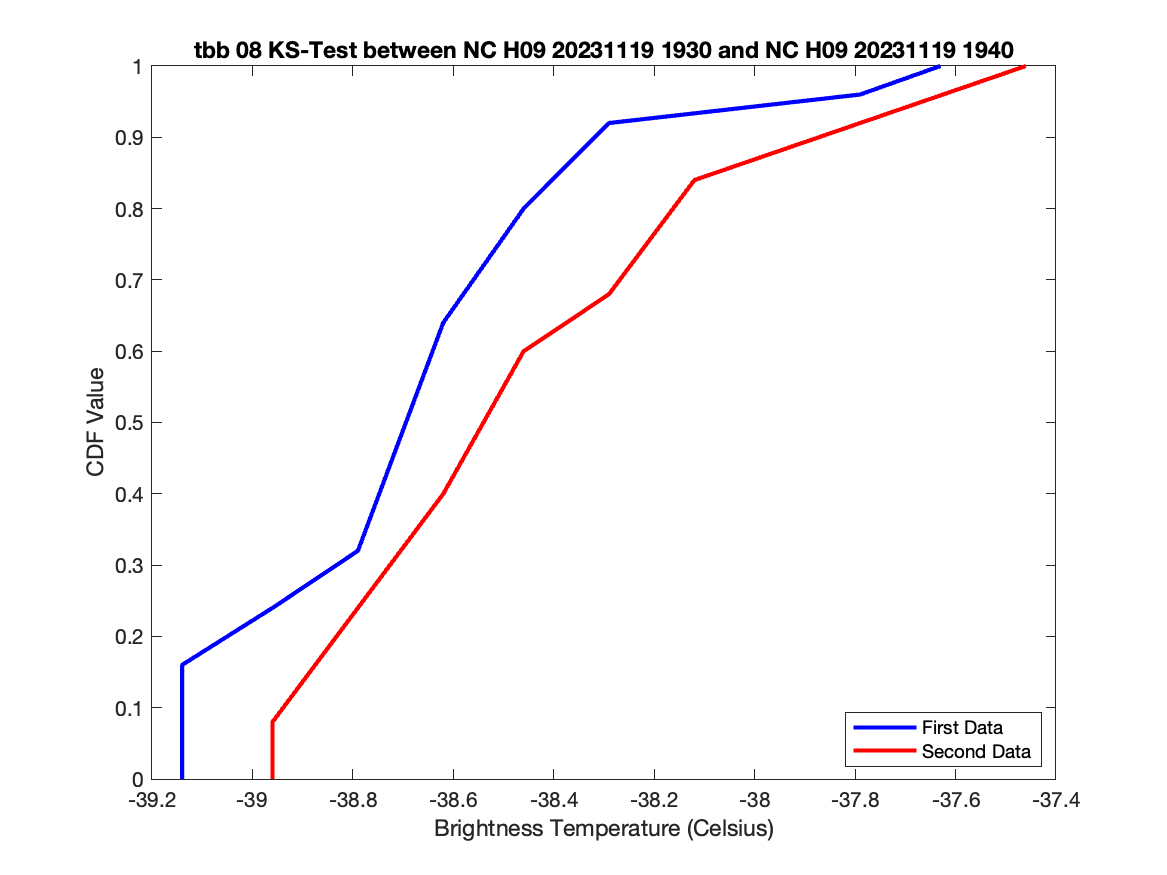 tbb 08 KS-Test between NC H09 20231119 1930 and NC H09 20231119 1940
1
0.9
0.8
0.7
0.6
0.5
0.4
0.3
0.2
0.1
0
CDF Value
First Data
Second Data
-39.2 -39 -38.8 -38.6 -38.4 -38.2 -38 -37.8 -37.6 -37.4
Brightness Temperature (Celsius)